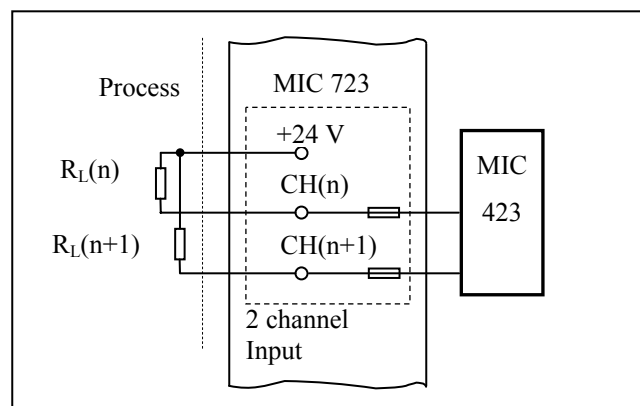 MIC 723
Process
+24 V
R_L(n)
CH(n)
MIC
423
R_L(n+1)
CH(n+1)
2 channel
Input